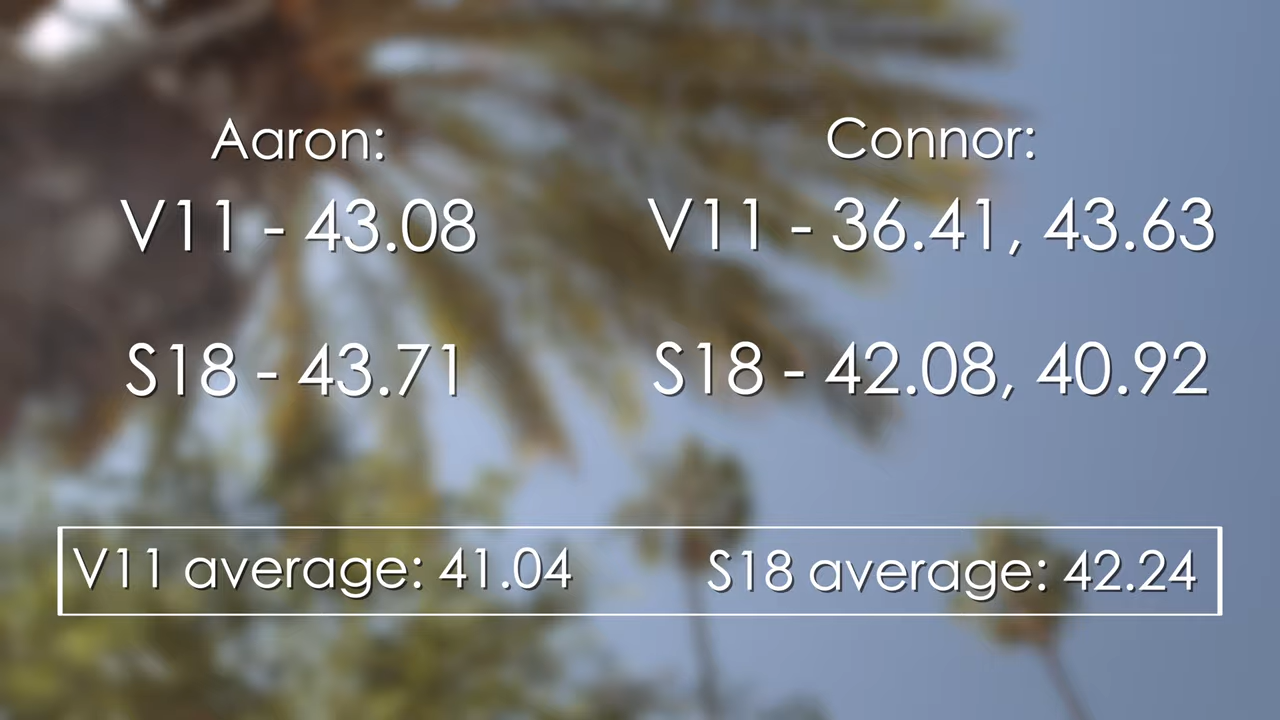 Aaron:
V11 - 43.08
S18 - 43.71
Connor:
V11 - 36.41, 43.63
S18 - 42.08, 40.92
V11 average: 41.04
S18 average: 42.24